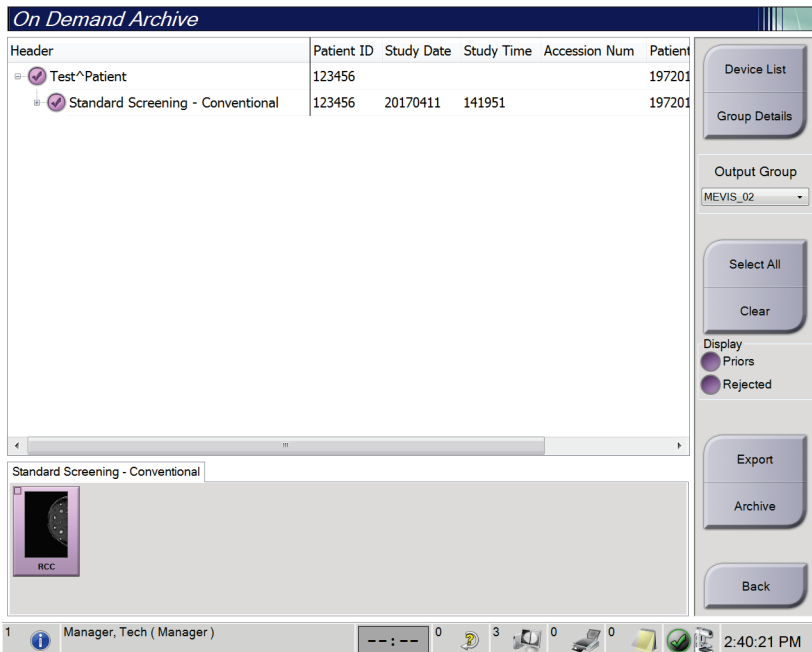 On Demand Archive
Header Patient ID Study Date Study Time Accession Num Patient
Test^Patient 123456 197201
Standard Screening - Conventional 123456 20170411 141951 197201
Device List
Group Details
Output Group
MEVIS_02
Select All
Clear
Display
Priors
Rejected
Export
Archive
Back
Standard Screening - Conventional
RCC
1 Manager, Tech ( Manager ) --:-- 0 3 0 0 2:40:21 PM